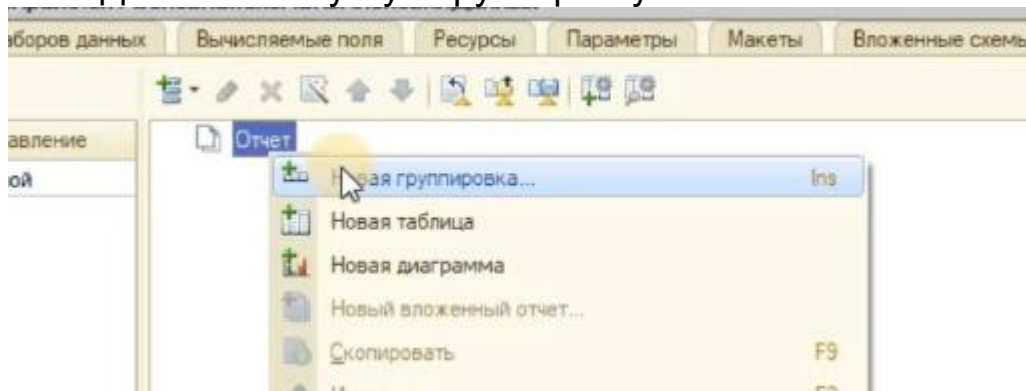 аборов данных Вычисляемые поля Ресурсы Параметры Макеты Вложенные схемы
авление
Отчет
ой
Новая группировка... Ins
Новая таблица
Новая диаграмма
Новый вложенный отчет...
Скопировать F9